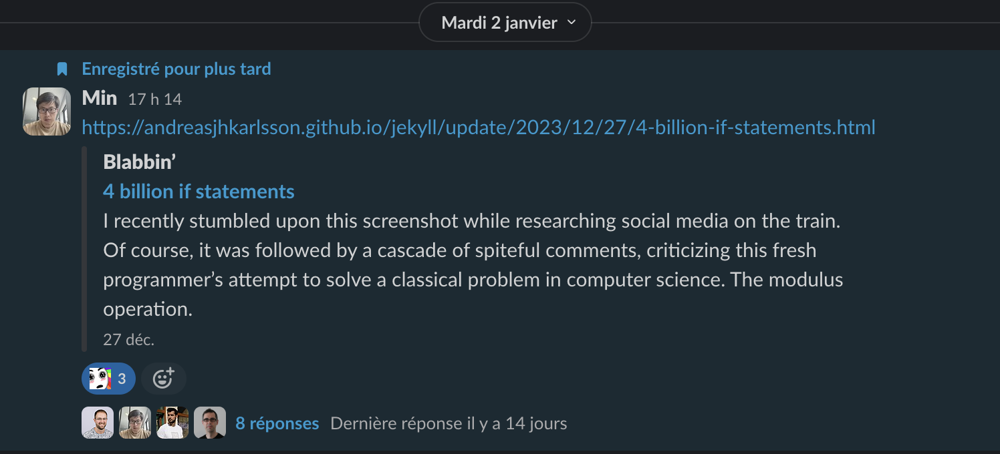 Mardi 2 janvier
Enregistré pour plus tard
Min 17 h 14
https://andreasjhkarlsson.github.io/jekyll/update/2023/12/27/4-billion-if-statements.html
Blabbin’
4 billion if statements
I recently stumbled upon this screenshot while researching social media on the train.
Of course, it was followed by a cascade of spiteful comments, criticizing this fresh
programmer’s attempt to solve a classical problem in computer science. The modulus
operation.
27 déc.
3
8 réponses Dernière réponse il y a 14 jours